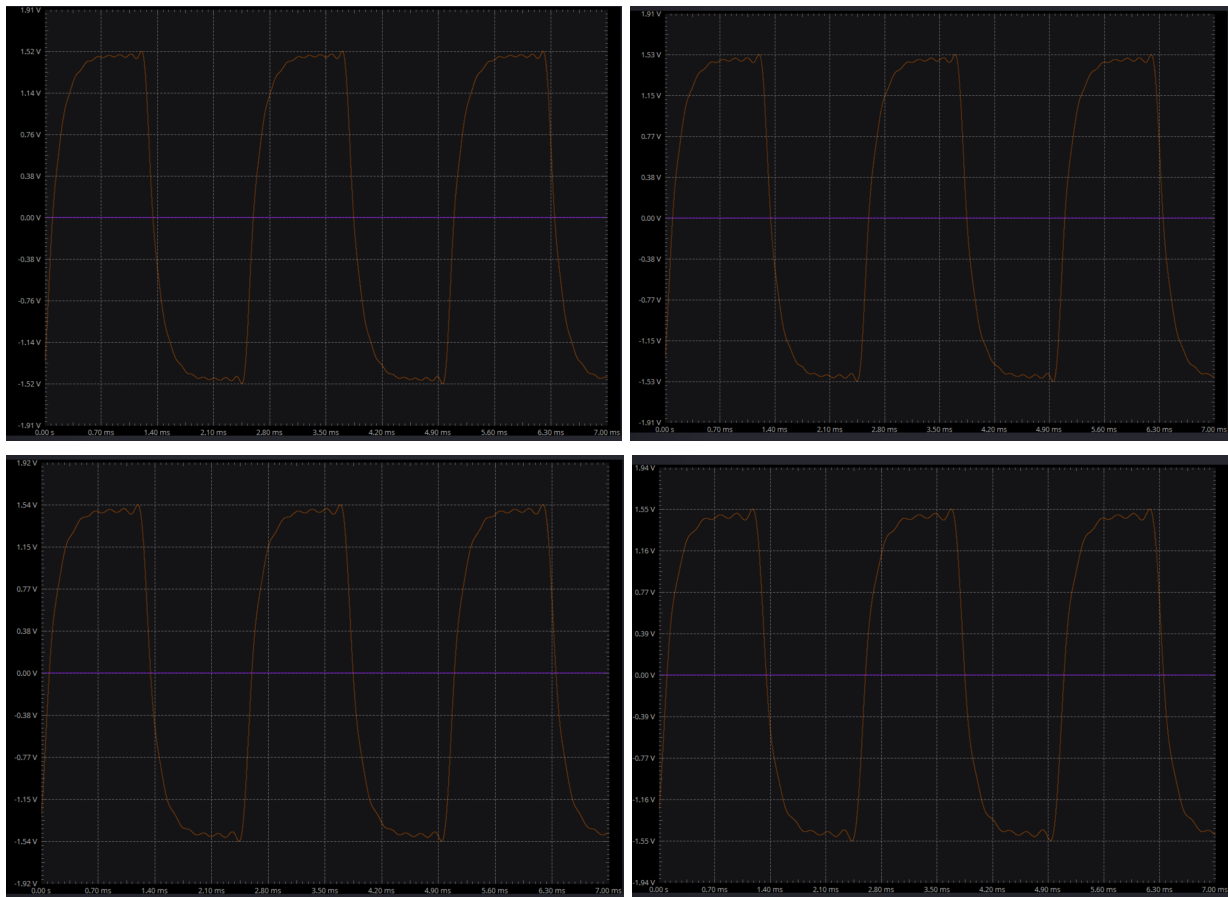 1.91 V
1.52 V
1.14 V
0.76 V
0.38 V
0.00 V
-0.38 V
-0.76 V
-1.14 V
-1.52 V
-1.91 V
0.00 s 0.70 ms 1.40 ms 2.10 ms 2.80 ms 3.50 ms 4.20 ms 4.90 ms 5.60 ms 6.30 ms 7.00 ms
1.91 V
1.53 V
1.15 V
0.77 V
0.38 V
0.00 V
-0.38 V
-0.77 V
-1.15 V
-1.53 V
-1.91 V
0.00 s 0.70 ms 1.40 ms 2.10 ms 2.80 ms 3.50 ms 4.20 ms 4.90 ms 5.60 ms 6.30 ms 7.00 ms
1.92 V
1.54 V
1.15 V
0.77 V
0.38 V
0.00 V
-0.38 V
-0.77 V
-1.15 V
-1.54 V
-1.92 V
0.00 s 0.70 ms 1.40 ms 2.10 ms 2.80 ms 3.50 ms 4.20 ms 4.90 ms 5.60 ms 6.30 ms 7.00 ms
1.94 V
1.55 V
1.16 V
0.77 V
0.39 V
0.00 V
-0.39 V
-0.77 V
-1.16 V
-1.55 V
-1.94 V
0.00 s 0.70 ms 1.40 ms 2.10 ms 2.80 ms 3.50 ms 4.20 ms 4.90 ms 5.60 ms 6.30 ms 7.00 ms